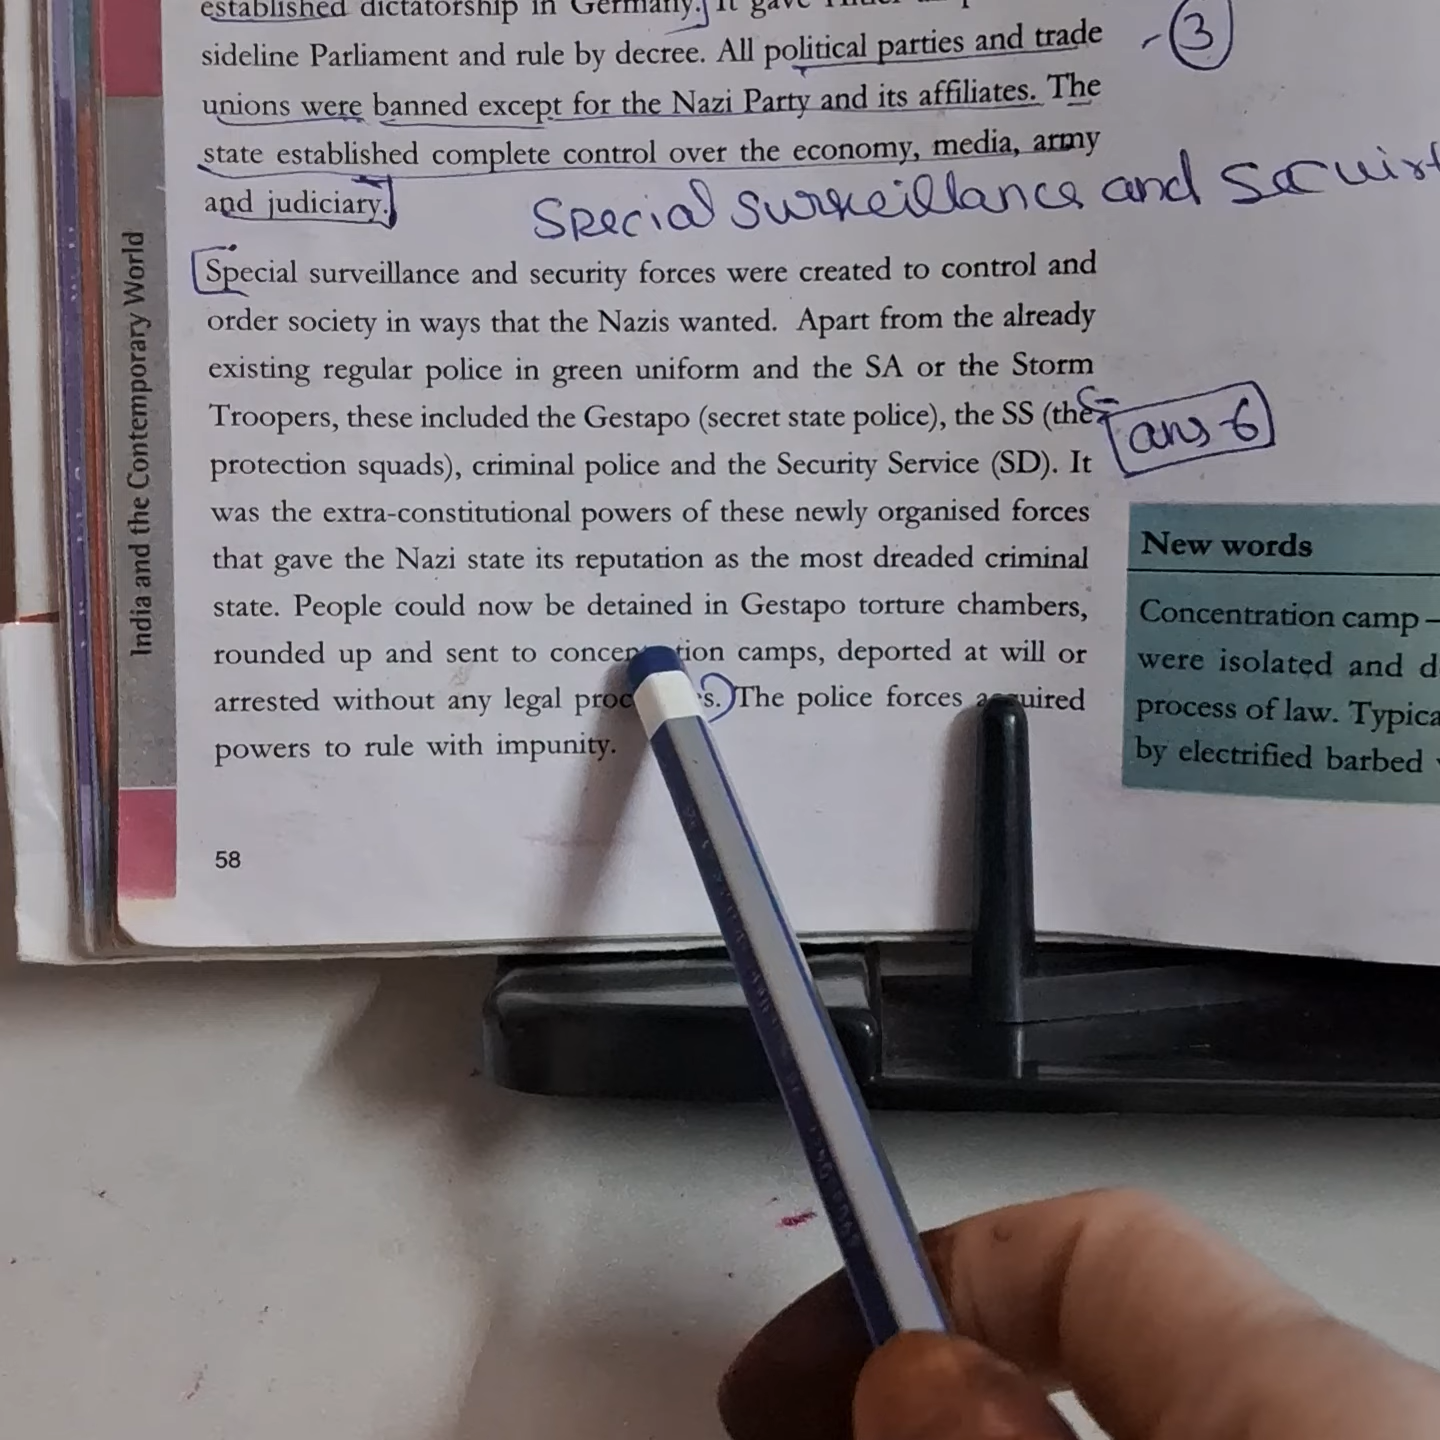 established dictatorship in Germany. It gave
sideline Parliament and rule by decree. All political parties and trade
unions were banned except for the Nazi Party and its affiliates. The
state established complete control over the economy, media, army
and judiciary.
3
Special surveillance and
Special surveillance and security forces were created to control and
order society in ways that the Nazis wanted. Apart from the already
existing regular police in green uniform and the SA or the Storm
Troopers, these included the Gestapo (secret state police), the SS (the
protection squads), criminal police and the Security Service (SD). It
was the extra-constitutional powers of these newly organised forces
that gave the Nazi state its reputation as the most dreaded criminal
state. People could now be detained in Gestapo torture chambers,
rounded up and sent to concentration camps, deported at will or
arrested without any legal The police forces acquired
powers to rule with impunity.
ans-6
New words
Concentration camp –
were isolated and
process of law.
by electrified barbed
58
India and the Contemporary World